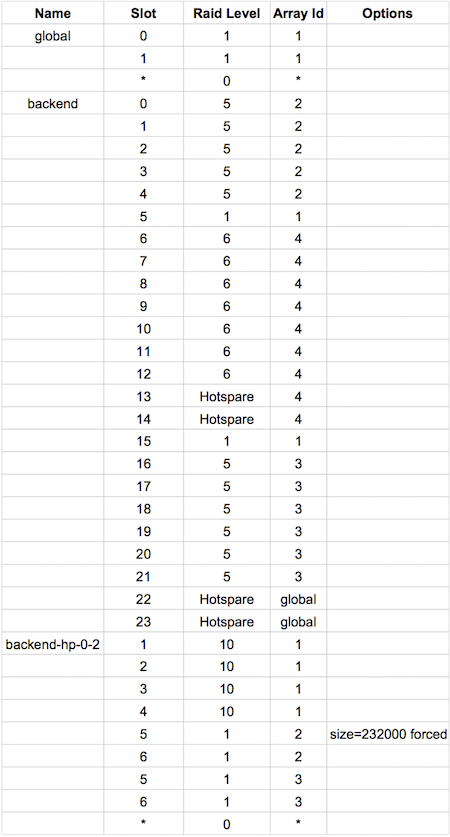 Name Slot Raid Level Array Id Options
global 0 1 1
1 1 1
* 0 *
backend 0 5 2
1 5 2
2 5 2
3 5 2
4 5 2
5 1 1
6 6 4
7 6 4
8 6 4
9 6 4
10 6 4
11 6 4
12 6 4
13 Hotspare 4
14 Hotspare 4
15 1 1
16 5 3
17 5 3
18 5 3
19 5 3
20 5 3
21 5 3
22 Hotspare global
23 Hotspare global
backend-hp-0-2 1 10 1
2 10 1
3 10 1
4 10 1
5 1 2 size=232000 forced
6 1 2
5 1 3
6 1 3
* 0 *